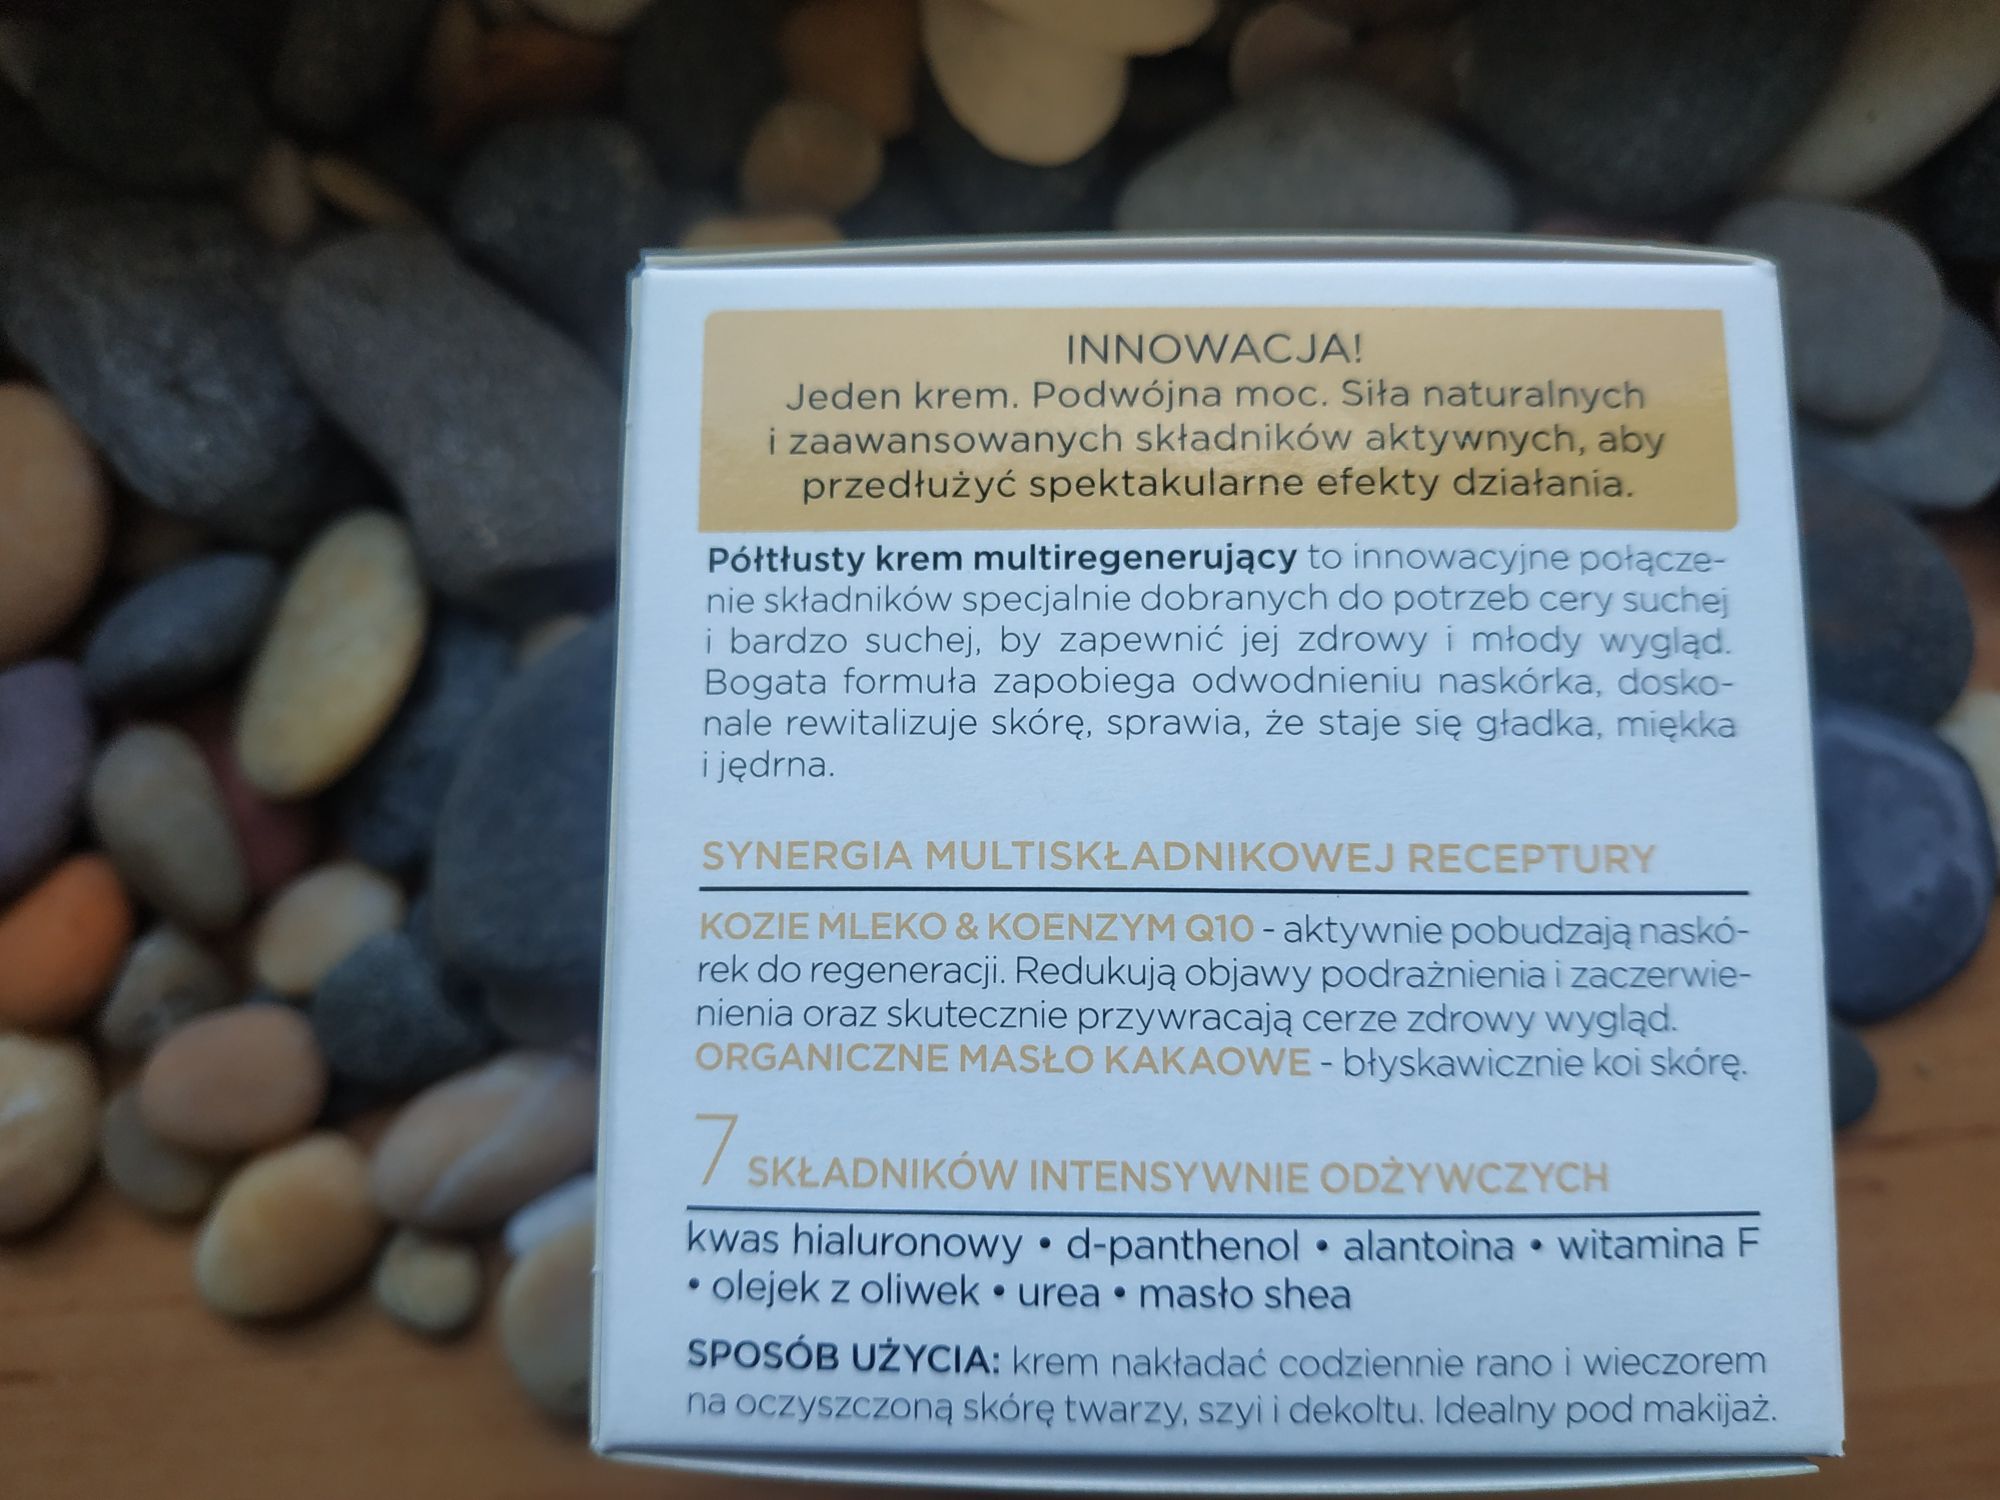 INNOWACJA!
Jeden krem. Podwójna moc. Siła naturalnych
i zaawansowanych składników aktywnych, aby
przedłużyć spektakularne efekty działania.
Półtłusty krem multiregenerujący to innowacyjne połącze-
nie składników specjalnie dobranych do potrzeb cery suchej
i bardzo suchej, by zapewnić jej zdrowy i młody wygląd.
Bogata formuła zapobiega odwodnieniu naskórka, dosko-
nale rewitalizuje skórę, sprawia, że staje się gładka, miękka
i jędrna.
SYNERGIA MULTISKŁADNIKOWEJ RECEPTURY
KOZIE MLEKO & KOENZYM Q10 - aktywnie pobudzają naskó-
rek do regeneracji. Redukują objawy podrażnienia i zaczerwie-
nienia oraz skutecznie przywracają cerze zdrowy wygląd.
ORGANICZNE MASŁO KAKAOWE - błyskawicznie koi skórę.
7 SKŁADNIKÓW INTENSYWNIE ODŻYWCZYCH
kwas hialuronowy • d-panthenol • alantoina • witamina F
• olejek z oliwek • urea • masło shea
SPOSÓB UŻYCIA: krem nakładać codziennie rano i wieczorem
na oczyszczoną skórę twarzy, szyi i dekoltu. Idealny pod makijaż.